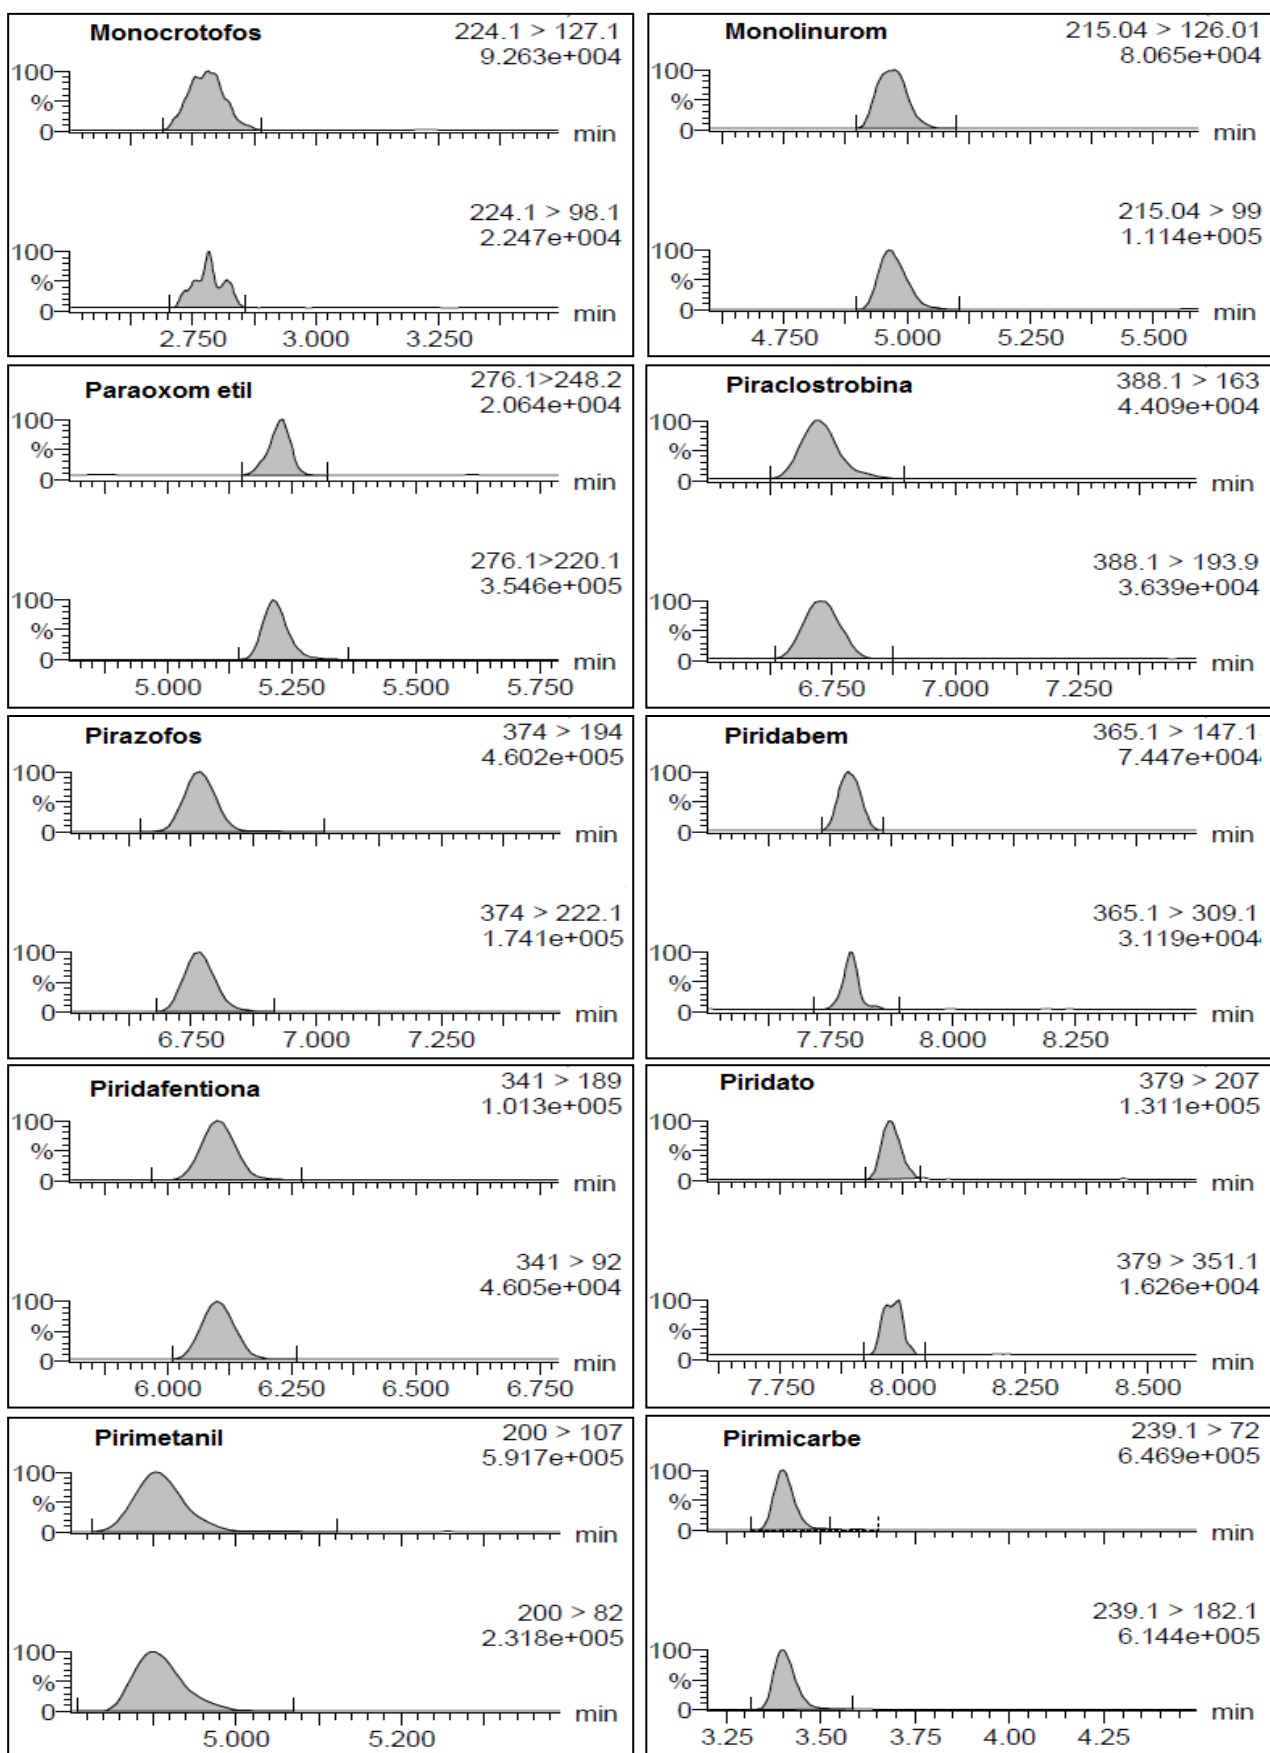 Monocrotofos
224.1 > 127.1
9.263e+004
100
%
0
min
224.1 > 98.1
2.247e+004
100
%
0
min
2.750 3.000 3.250
Monolinurom
215.04 > 126.01
8.065e+004
100
%
0
min
215.04 > 99
1.114e+005
100
%
0
min
4.750 5.000 5.250 5.500
Paraoxom etil
276.1>248.2
2.064e+004
100
%
0
min
276.1>220.1
3.546e+005
100
%
0
min
5.000 5.250 5.500 5.750
Piraclostrobina
388.1 > 163
4.409e+004
100
%
0
min
388.1 > 193.9
3.639e+004
100
%
0
min
6.750 7.000 7.250
Pirazofos
374 > 194
4.602e+005
100
%
0
min
374 > 222.1
1.741e+005
100
%
0
min
6.750 7.000 7.250
Piridabem
365.1 > 147.1
7.447e+004
100
%
0
min
365.1 > 309.1
3.119e+004
100
%
0
min
7.750 8.000 8.250
Piridafentiona
341 > 189
1.013e+005
100
%
0
min
341 > 92
4.605e+004
100
%
0
min
6.000 6.250 6.500 6.750
Piridato
379 > 207
1.311e+005
100
%
0
min
379 > 351.1
1.626e+004
100
%
0
min
7.750 8.000 8.250 8.500
Pirimetanil
200 > 107
5.917e+005
100
%
0
min
200 > 82
2.318e+005
100
%
0
min
5.000 5.200
Pirimicarbe
239.1 > 72
6.469e+005
100
%
0
min
239.1 > 182.1
6.144e+005
100
%
0
min
3.25 3.50 3.75 4.00 4.25